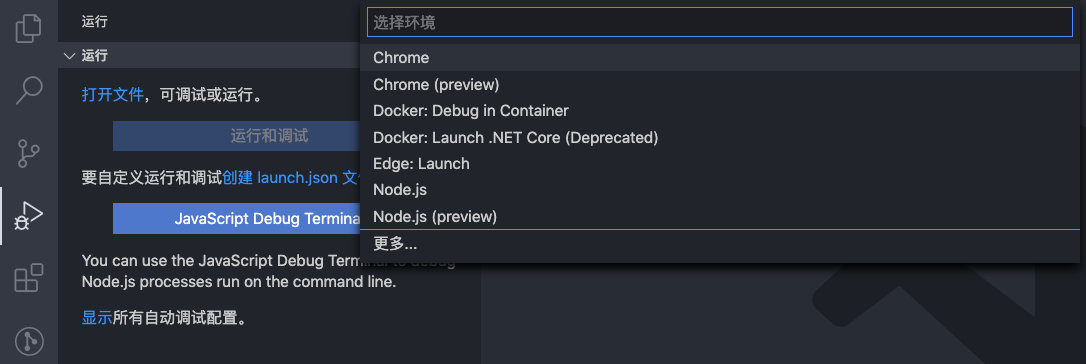 运行
运行
打开文件，可调试或运行。
运行和调试
要自定义运行和调试创建 launch.json 文
JavaScript Debug Termina
You can use the JavaScript Debug Terminal to debug
Node.js processes run on the command line.
显示所有自动调试配置。
选择环境
Chrome
Chrome (preview)
Docker: Debug in Container
Docker: Launch .NET Core (Deprecated)
Edge: Launch
Node.js
Node.js (preview)
更多...